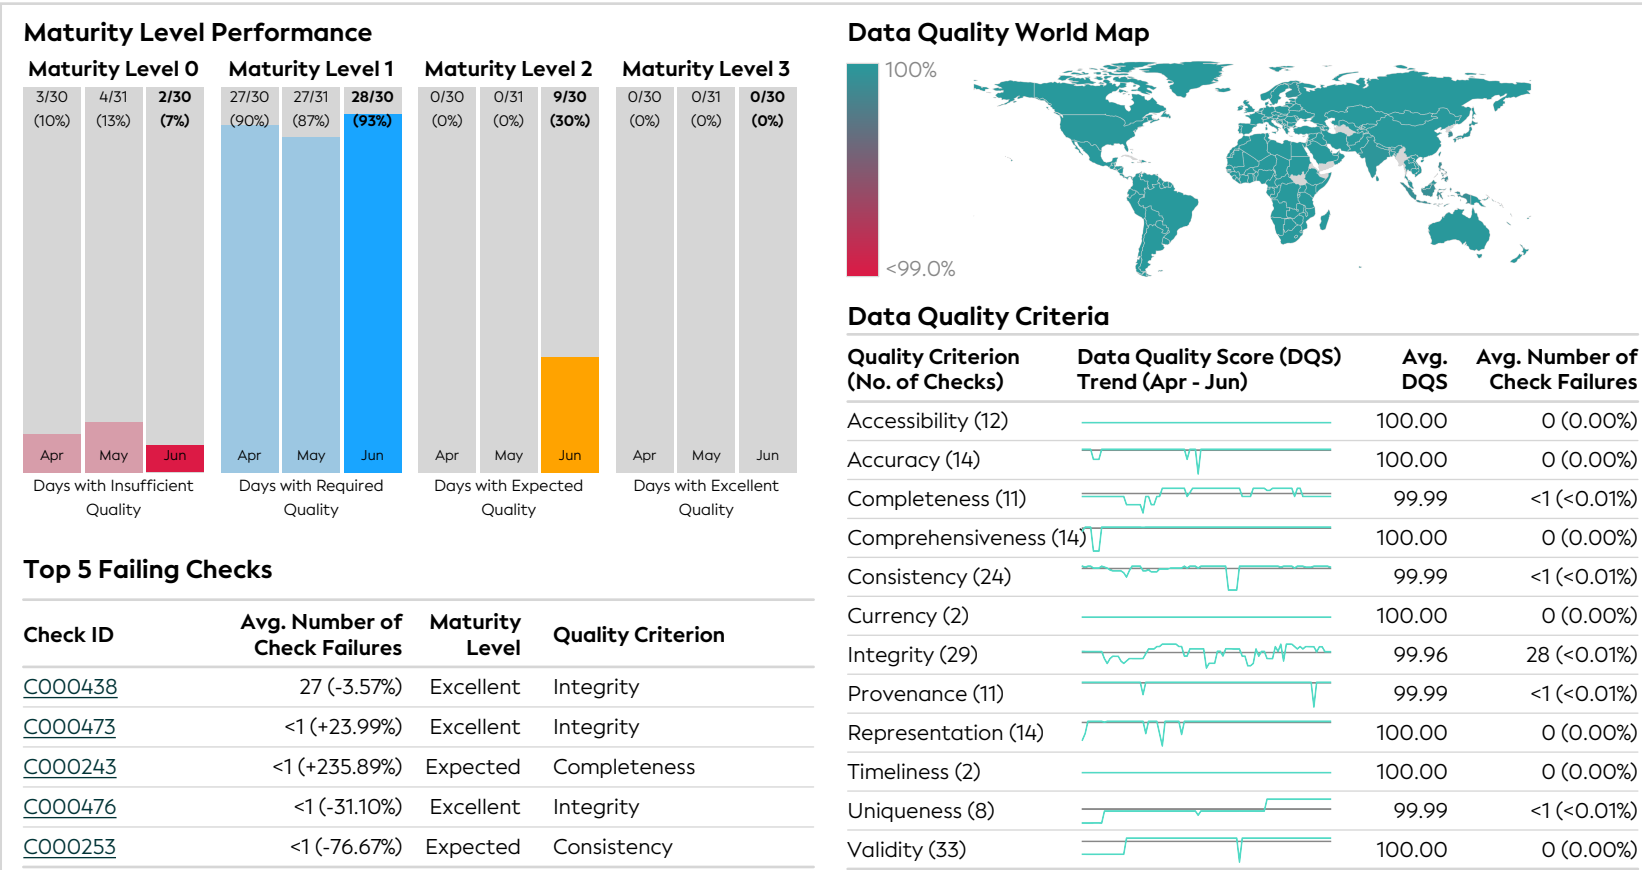 Maturity Level Performance
Maturity Level 0
Maturity Level 1
Maturity Level 2
Maturity Level 3
3/30 4/31 2/30
(10%) (13%) (7%)
27/30 27/31 28/30
(90%) (87%) (93%)
0/30 0/31 9/30
(0%) (0%) (30%)
0/30 0/31 0/30
(0%) (0%) (0%)
Apr May Jun
Apr May Jun
Apr May Jun
Apr May Jun
Days with Insufficient
Quality
Days with Required
Quality
Days with Expected
Quality
Days with Excellent
Quality
Top 5 Failing Checks
Check ID
Avg. Number of
Check Failures
Maturity
Level
Quality Criterion
C000438 27 (-3.57%) Excellent Integrity
C000473 <1 (+23.99%) Excellent Integrity
C000243 <1 (+235.89%) Expected Completeness
C000476 <1 (-31.10%) Excellent Integrity
C000253 <1 (-76.67%) Expected Consistency
Data Quality World Map
100%
<99.0%
Data Quality Criteria
Quality Criterion
(No. of Checks)
Data Quality Score (DQS)
Trend (Apr - Jun)
Avg.
DQS
Avg. Number of
Check Failures
Accessibility (12) 100.00 0 (0.00%)
Accuracy (14) 100.00 0 (0.00%)
Completeness (11) 99.99 <1 (<0.01%)
Comprehensiveness (14) 100.00 0 (0.00%)
Consistency (24) 99.99 <1 (<0.01%)
Currency (2) 100.00 0 (0.00%)
Integrity (29) 99.96 28 (<0.01%)
Provenance (11) 99.99 <1 (<0.01%)
Representation (14) 100.00 0 (0.00%)
Timeliness (2) 100.00 0 (0.00%)
Uniqueness (8) 99.99 <1 (<0.01%)
Validity (33) 100.00 0 (0.00%)